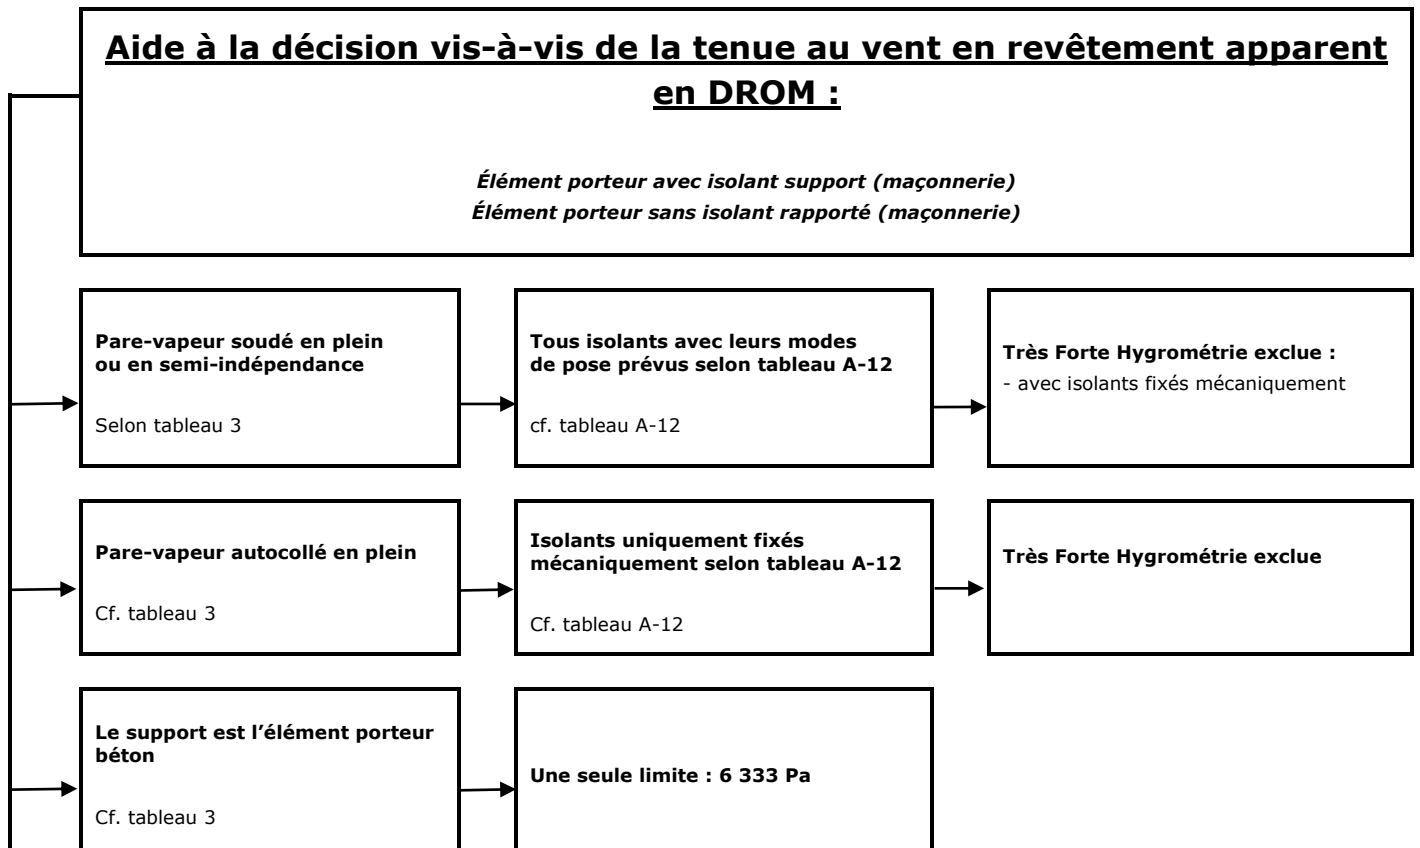 Aide à la décision vis-à-vis de la tenue au vent en revêtement apparent
en DROM :
Élément porteur avec isolant support (maçonnerie)
Élément porteur sans isolant rapporté (maçonnerie)
Pare-vapeur soudé en plein
ou en semi-indépendance
Selon tableau 3
Tous isolants avec leurs modes
de pose prévus selon tableau A-12
cf. tableau A-12
Très Forte Hygrométrie exclue :
- avec isolants fixés mécaniquement
Pare-vapeur autocollé en plein
Cf. tableau 3
Isolants uniquement fixés
mécaniquement selon tableau A-12
Cf. tableau A-12
Très Forte Hygrométrie exclue
Le support est l’élément porteur
béton
Cf. tableau 3
Une seule limite : 6 333 Pa